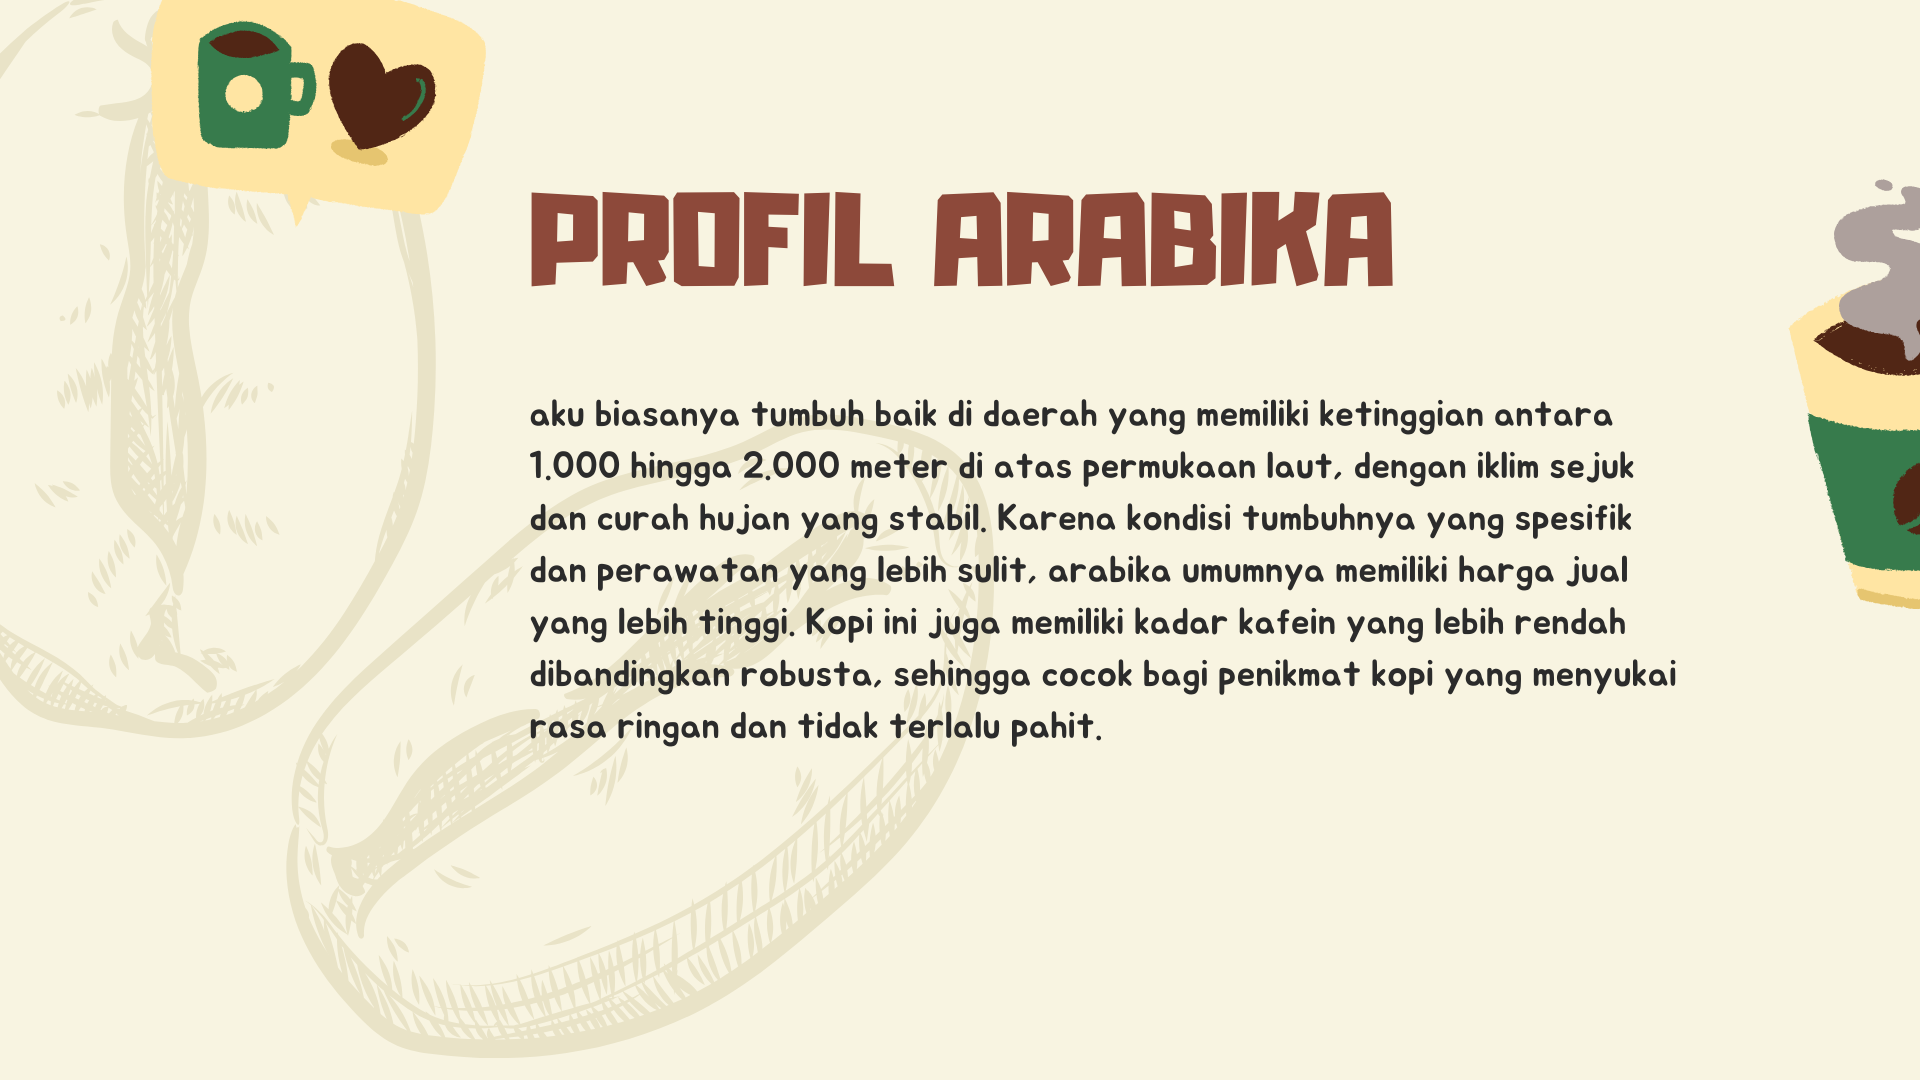 PROFIL ARABIKA
aku biasanya tumbuh baik di daerah yang memiliki ketinggian antara
1.000 hingga 2.000 meter di atas permukaan laut, dengan iklim sejuk
dan curah hujan yang stabil. Karena kondisi tumbuhnya yang spesifik
dan perawatan yang lebih sulit, arabika umumnya memiliki harga jual
yang lebih tinggi. Kopi ini juga memiliki kadar kafein yang lebih rendah
dibandingkan robusta, sehingga cocok bagi penikmat kopi yang menyukai
rasa ringan dan tidak terlalu pahit.